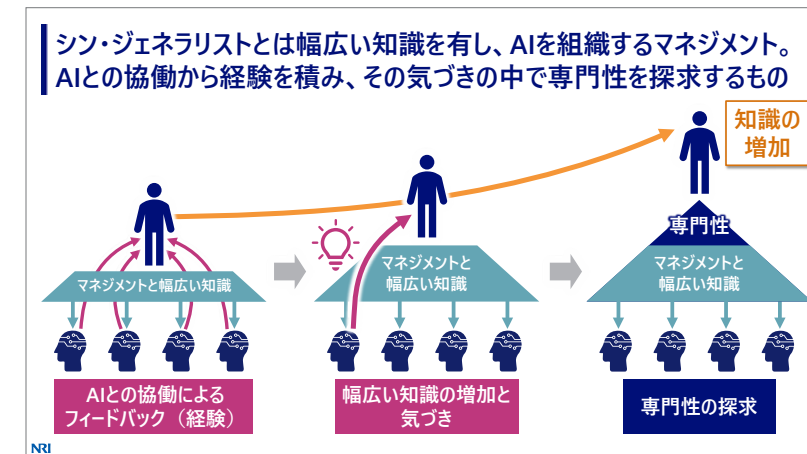 シン・ジェネラリストとは幅広い知識を有し、AIを組織するマネジメント。
AIとの協働から経験を積み、その気づきの中で専門性を探求するもの
知識の
増加
専門性
マネジメントと幅広い知識
マネジメントと
幅広い知識
マネジメントと
幅広い知識
AIとの協働による
フィードバック（経験）
幅広い知識の増加と
気づき
専門性の探求
NRI